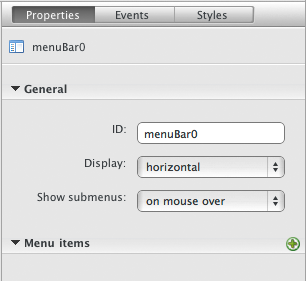 Properties Events Styles
menuBar0
General
ID: menuBar0
Display: horizontal
Show submenus: on mouse over
Menu items